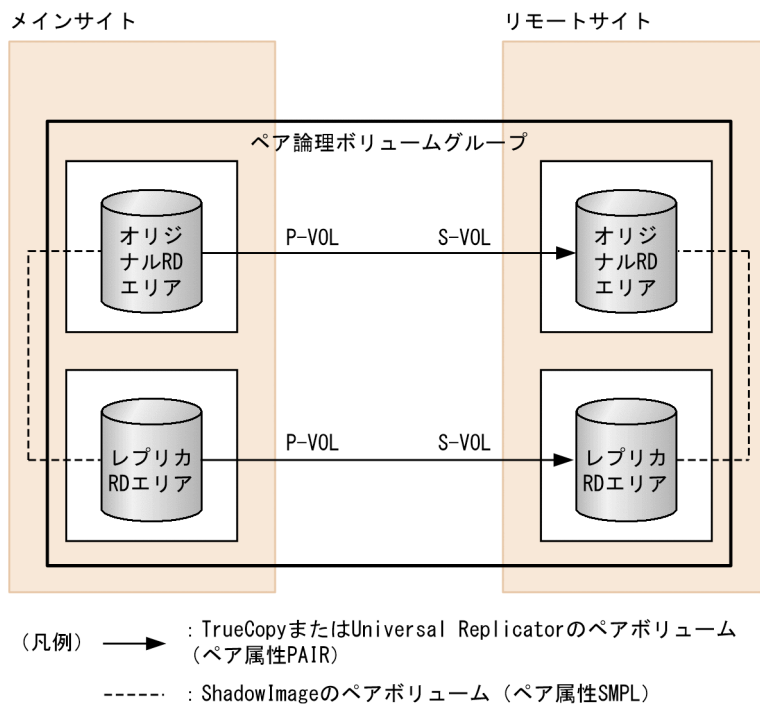 メインサイト
リモートサイト
ペア論理ボリュームグループ
オリジ
ナルRD
エリア
P-VOL
S-VOL
オリジ
ナルRD
エリア
レプリカ
RDエリア
P-VOL
S-VOL
レプリカ
RDエリア
（凡例）
：TrueCopyまたはUniversal Replicatorのペアボリューム
（ペア属性PAIR）
：ShadowImageのペアボリューム（ペア属性SMPL）